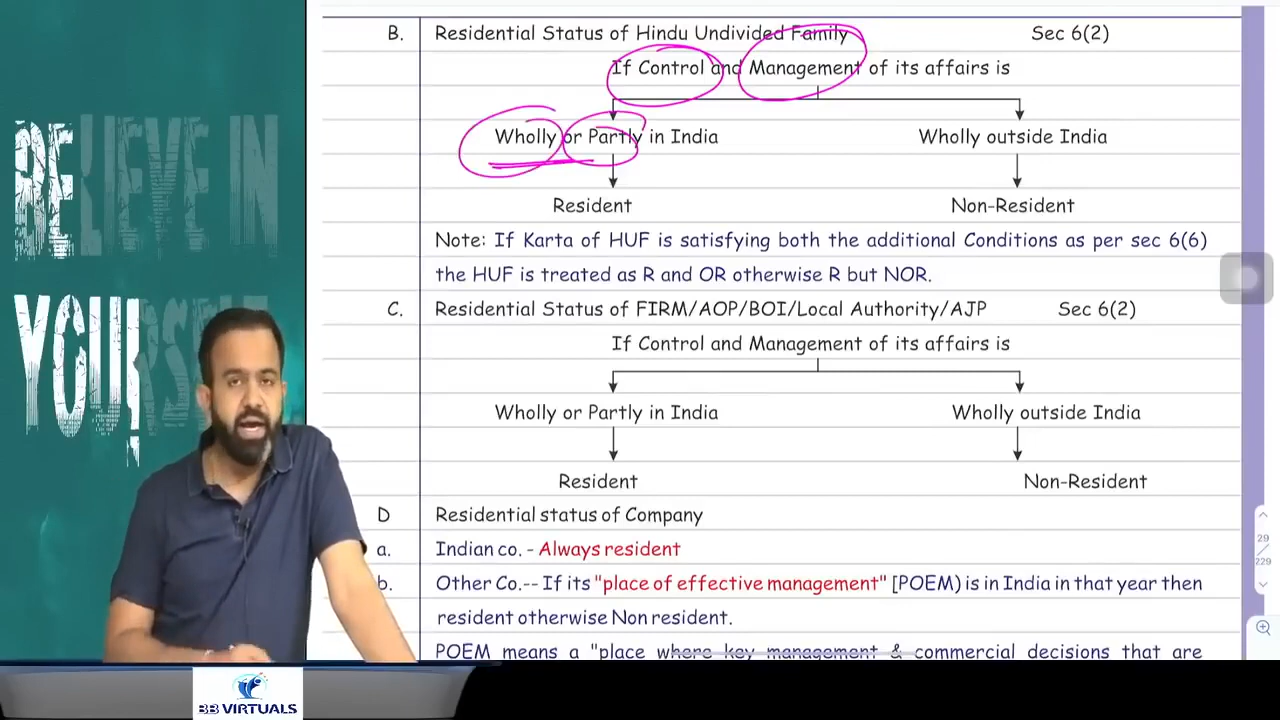 BELIEVE IN
B. Residential Status of Hindu Undivided Family Sec 6(2)
If Control and Management of its affairs is
Wholly or Partly in India Wholly outside India
Resident Non-Resident
Note: If Karta of HUF is satisfying both the additional Conditions as per sec 6(6)
the HUF is treated as R and OR otherwise R but NOR.
C. Residential Status of FIRM/AOP/BOI/Local Authority/AJP Sec 6(2)
If Control and Management of its affairs is
Wholly or Partly in India Wholly outside India
Resident Non-Resident
D Residential status of Company
a. Indian co. - Always resident
b. Other Co.-- If its "place of effective management" [POEM) is in India in that year then
resident otherwise Non resident.
POEM means a "place where key management & commercial decisions that are
29
229
BB VIRTUALS